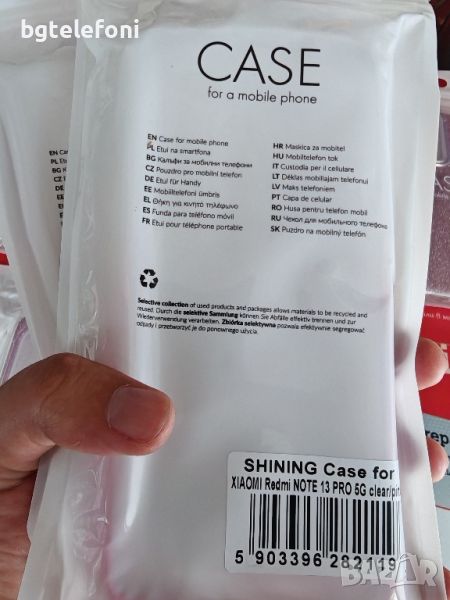 bgtelefoni
CASE
for a mobile phone
EN Case for mobile phone
PL Etui na smartfona
BG Калъфи за мобилни телефони
CZ Pouzdro pro mobilní telefon
DE Etui für Handy
EE Mobiiltelefoni ümbris
EL Θήκη για κινητό τηλέφωνο
ES Funda para teléfono móvil
FR Etui pour téléphone portable
HR Maskica za mobitel
HU Mobiltelefon tok
IT Custodia per il cellulare
LT Dėklas mobiliajam telefonui
LV Maks telefoniem
PT Capa de celular
RO Husa pentru telefon mobil
RU Чехол для мобильного телефона
SK Puzdro na mobilný telefón
Selective collection of used products and packages allows materials to be recycled and
reused. Durch die selektive Sammlung können Sie Abfälle effektiv trennen und zur
Wiederverwendung verarbeiten. Zbiórka selektywna pozwala efektywnie segregować
odpady i przetworzyć je do ponownego użycia.
SHINING Case for
XIAOMI Redmi NOTE 13 PRO 5G clear/pink
5 903396 282119
BAZAR